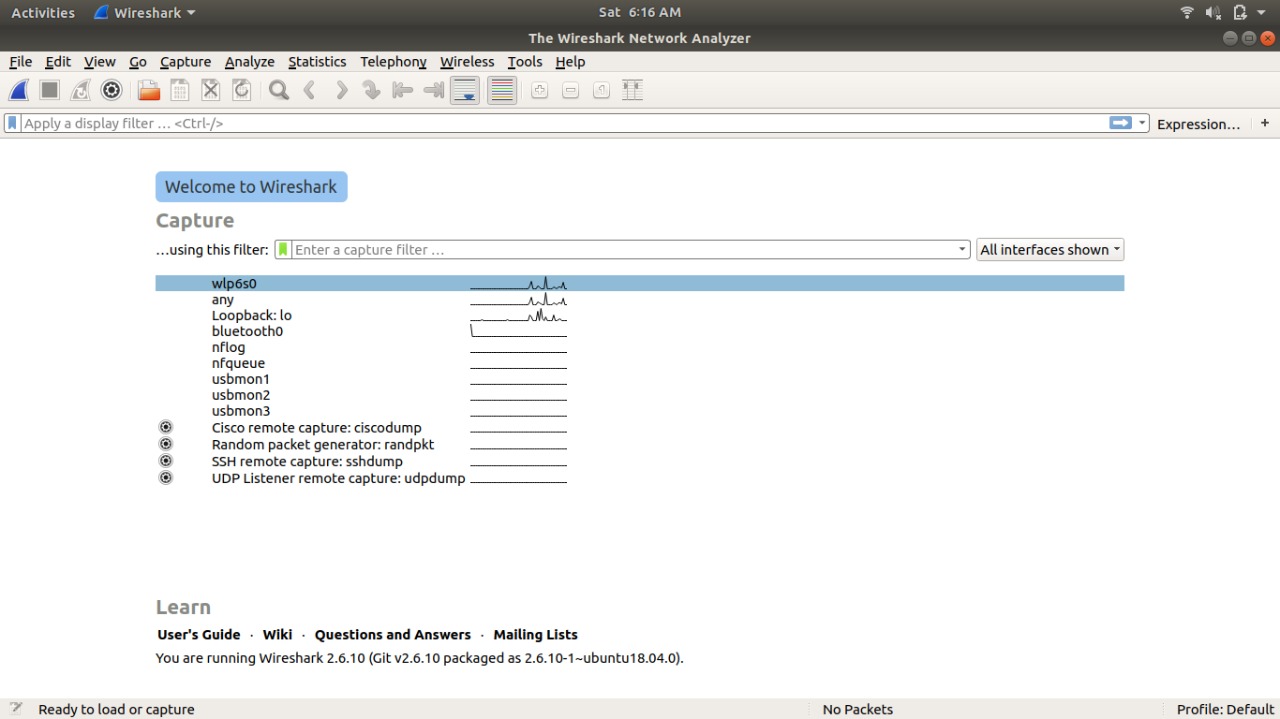 Activities Wireshark Sat 6:16 AM
The Wireshark Network Analyzer
File Edit View Go Capture Analyze Statistics Telephony Wireless Tools Help
Apply a display filter … <Ctrl-/> Expression… +
Welcome to Wireshark
Capture
…using this filter: Enter a capture filter … All interfaces shown
wlp6s0
any
Loopback: lo
bluetooth0
nflog
nfqueue
usbmon1
usbmon2
usbmon3
Cisco remote capture: ciscodump
Random packet generator: randpkt
SSH remote capture: sshdump
UDP Listener remote capture: udpdump
Learn
User's Guide · Wiki · Questions and Answers · Mailing Lists
You are running Wireshark 2.6.10 (Git v2.6.10 packaged as 2.6.10-1~ubuntu18.04.0).
Ready to load or capture No Packets Profile: Default